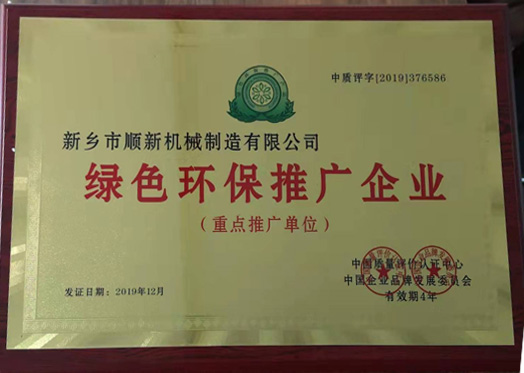 中质评字[2019]376586
新乡市顺新机械制造有限公司
绿色环保推广企业
(重点推广单位)
中国质量评价认证中心
中国企业品牌发展委员会
发证日期：2019年12月
有效期4年